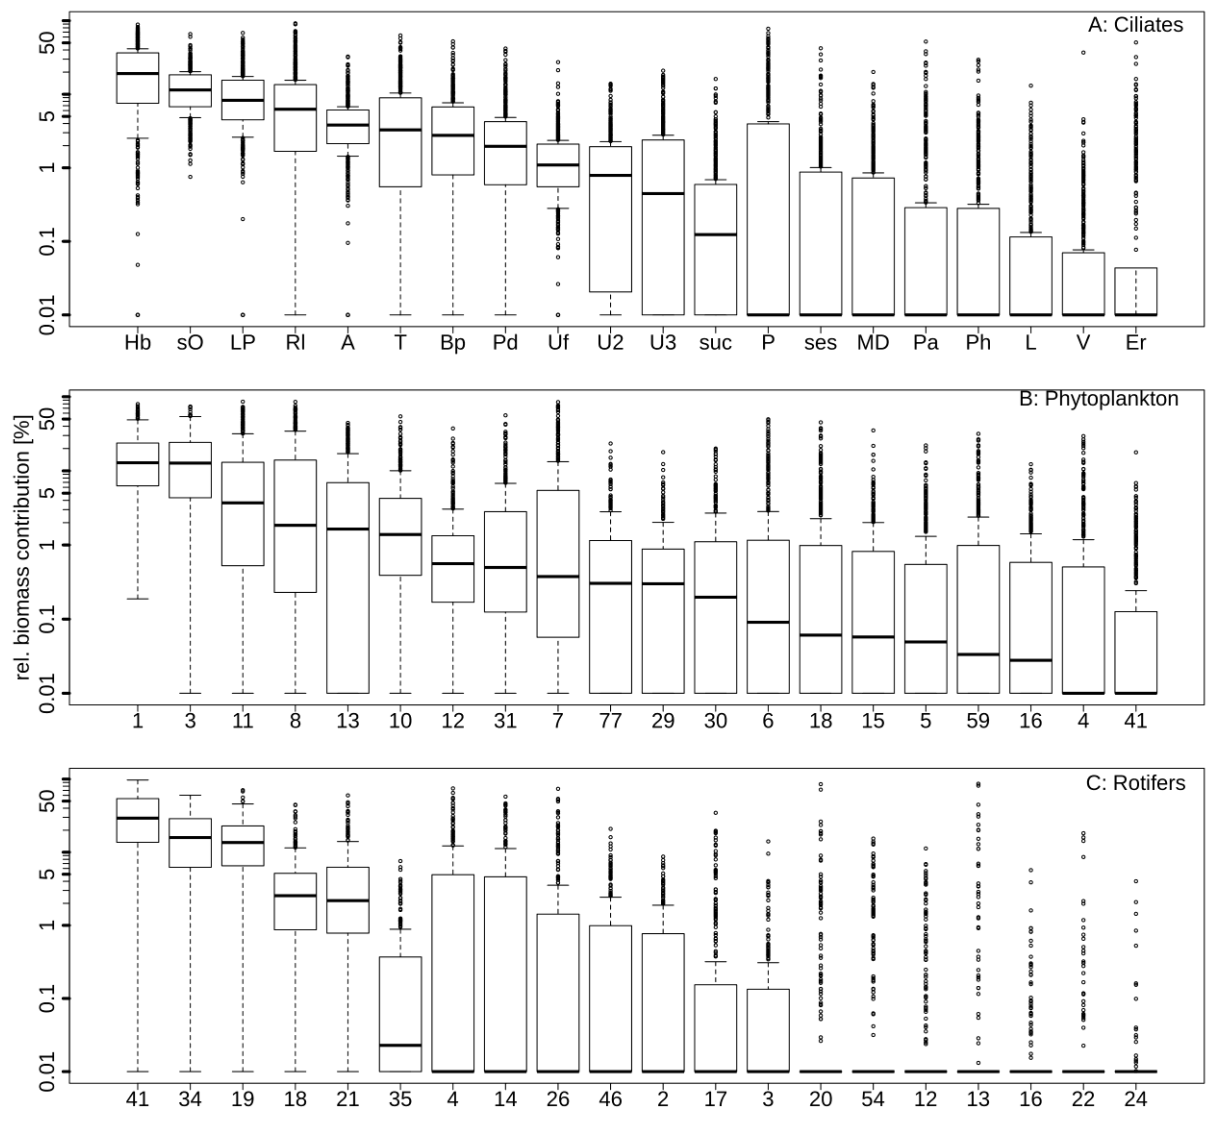 A: Ciliates
50
5
1
0.1
0.01
Hb sO LP Rl A T Bp Pd Uf U2 U3 suc P ses MD Pa Ph L V Er
B: Phytoplankton
rel. biomass contribution [%]
50
5
1
0.1
0.01
1 3 11 8 13 10 12 31 7 77 29 30 6 18 15 5 59 16 4 41
C: Rotifers
50
5
1
0.1
0.01
41 34 19 18 21 35 4 14 26 46 2 17 3 20 54 12 13 16 22 24